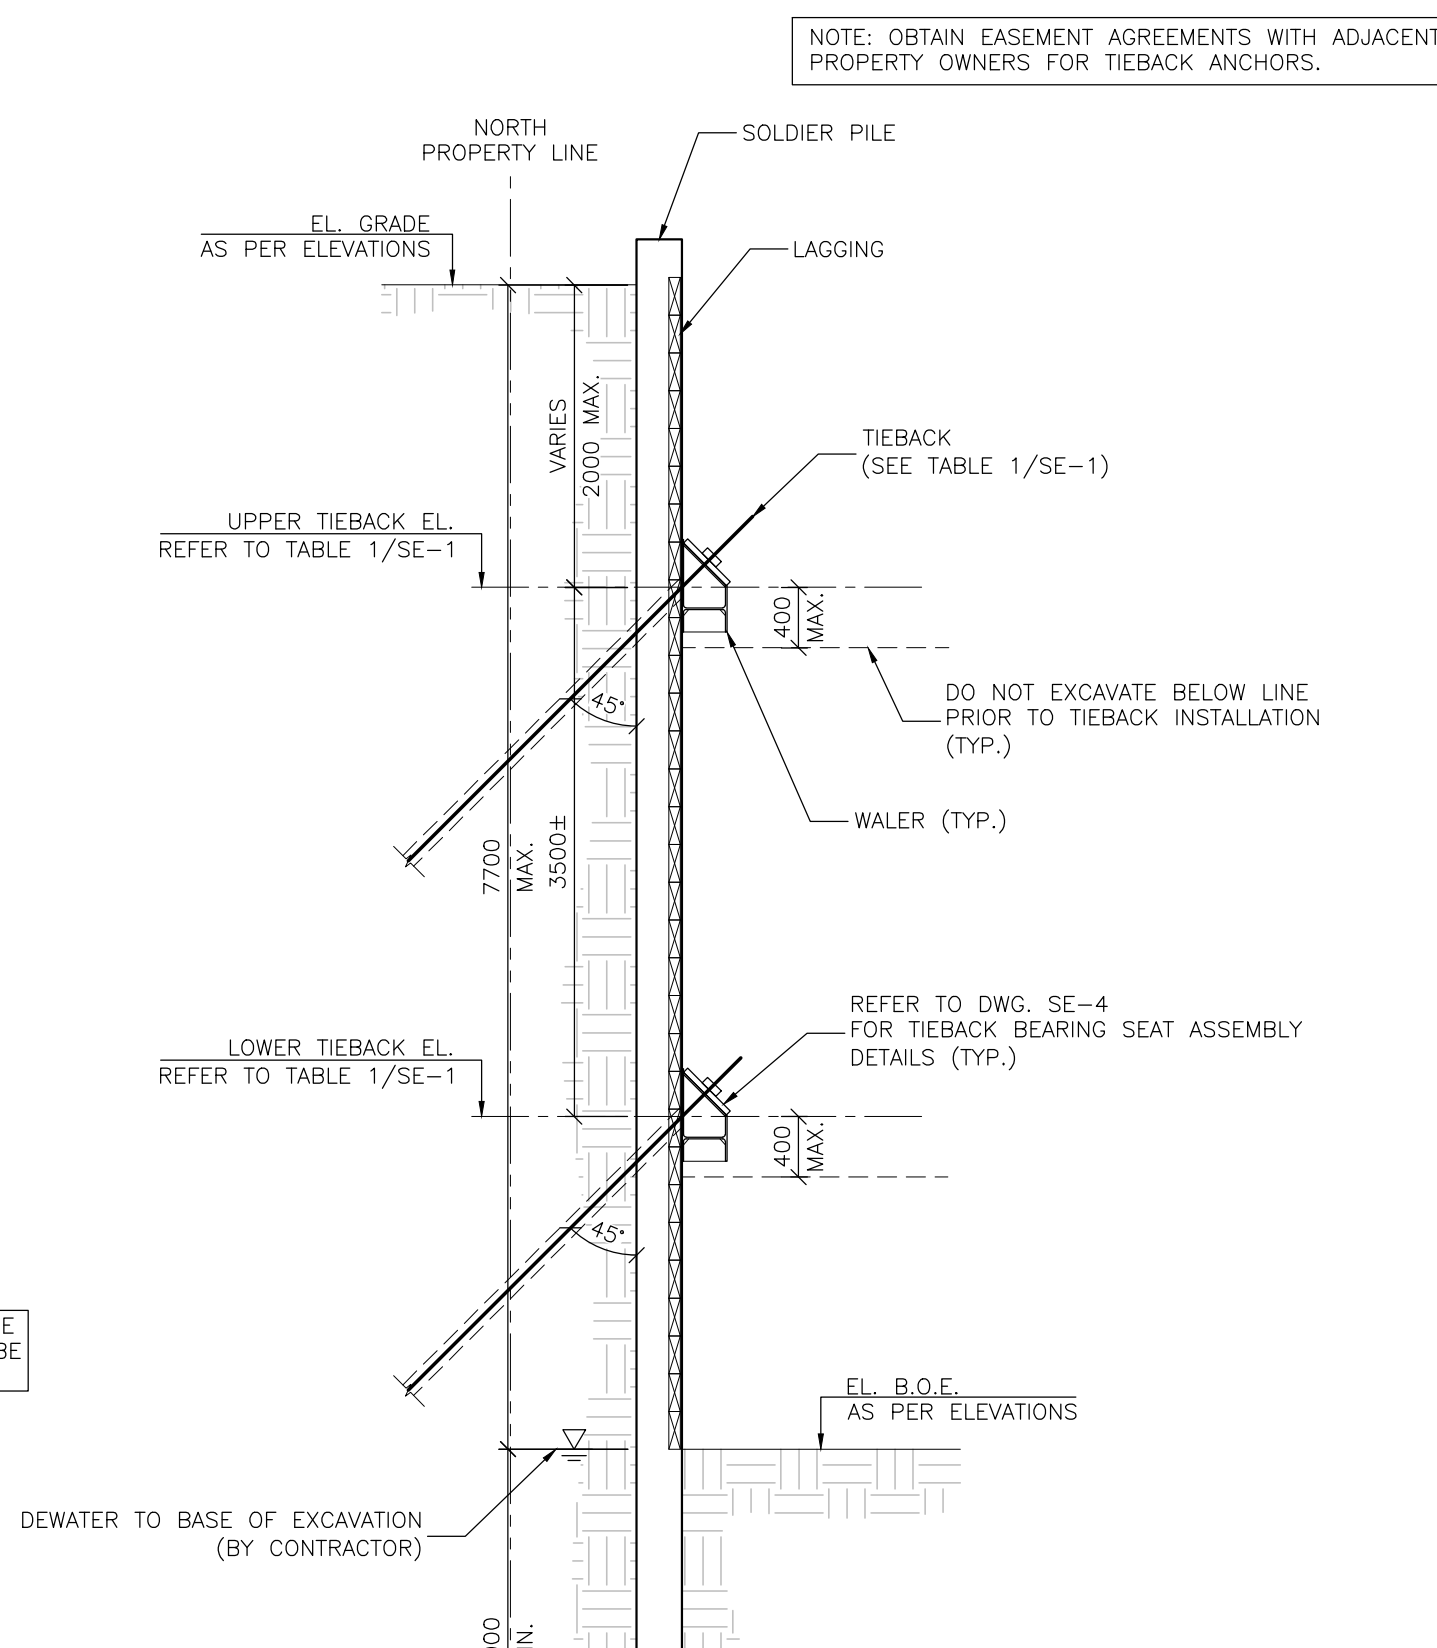 NOTE: OBTAIN EASEMENT AGREEMENTS WITH ADJACENT
PROPERTY OWNERS FOR TIEBACK ANCHORS.
NORTH
PROPERTY LINE
SOLDIER PILE
EL. GRADE
AS PER ELEVATIONS
LAGGING
VARIES
2000 MAX.
TIEBACK
(SEE TABLE 1/SE-1)
UPPER TIEBACK EL.
REFER TO TABLE 1/SE-1
400
MAX.
DO NOT EXCAVATE BELOW LINE
PRIOR TO TIEBACK INSTALLATION
(TYP.)
45°
WALER (TYP.)
7700
MAX.
3500±
REFER TO DWG. SE-4
FOR TIEBACK BEARING SEAT ASSEMBLY
DETAILS (TYP.)
LOWER TIEBACK EL.
REFER TO TABLE 1/SE-1
400
MAX.
45°
E
BE
EL. B.O.E.
AS PER ELEVATIONS
DEWATER TO BASE OF EXCAVATION
(BY CONTRACTOR)